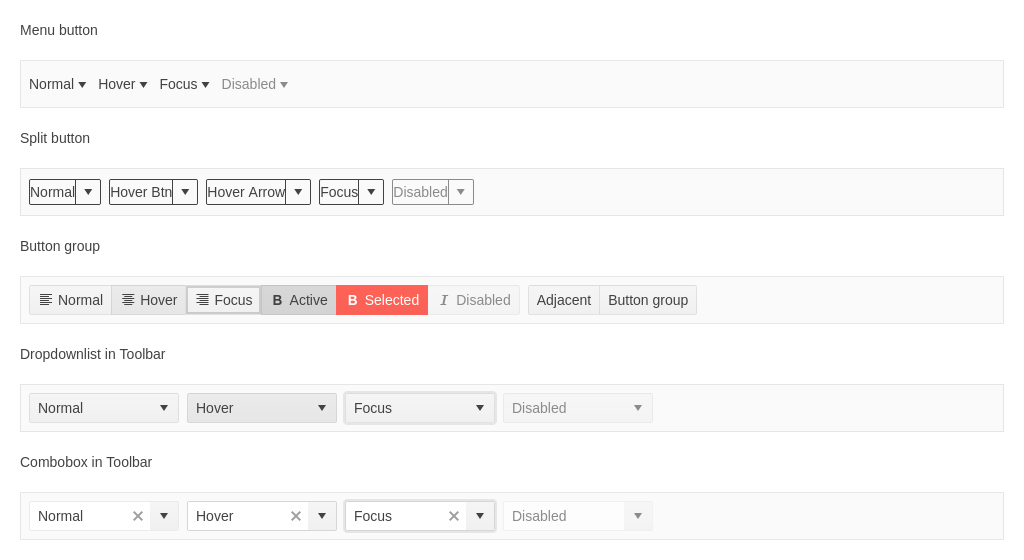 Menu button
Normal Hover Focus Disabled
Split button
Normal Hover Btn Hover Arrow Focus Disabled
Button group
Normal Hover Focus B Active B Selected I Disabled Adjacent Button group
Dropdownlist in Toolbar
Normal Hover Focus Disabled
Combobox in Toolbar
Normal Hover Focus Disabled